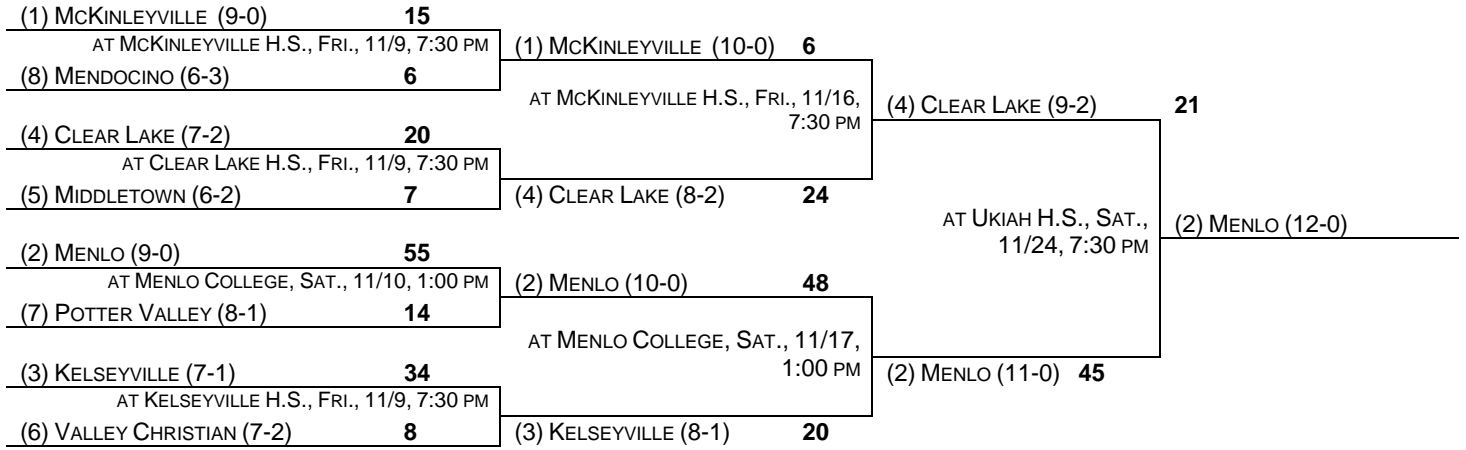 (1) MCKINLEYVILLE (9-0) 15
AT MCKINLEYVILLE H.S., FRI., 11/9, 7:30 PM
(8) MENDOCINO (6-3) 6
(4) CLEAR LAKE (7-2) 20
AT CLEAR LAKE H.S., FRI., 11/9, 7:30 PM
(5) MIDDLETOWN (6-2) 7
(2) MENLO (9-0) 55
AT MENLO COLLEGE, SAT., 11/10, 1:00 PM
(7) POTTER VALLEY (8-1) 14
(3) KELSEYVILLE (7-1) 34
AT KELSEYVILLE H.S., FRI., 11/9, 7:30 PM
(6) VALLEY CHRISTIAN (7-2) 8
(1) MCKINLEYVILLE (10-0) 6
AT MCKINLEYVILLE H.S., FRI., 11/16,
7:30 PM
(4) CLEAR LAKE (8-2) 24
(2) MENLO (10-0) 48
AT MENLO COLLEGE, SAT., 11/17,
1:00 PM
(3) KELSEYVILLE (8-1) 20
(4) CLEAR LAKE (9-2) 21
AT UKIAH H.S., SAT.,
11/24, 7:30 PM
(2) MENLO (11-0) 45
(2) MENLO (12-0)